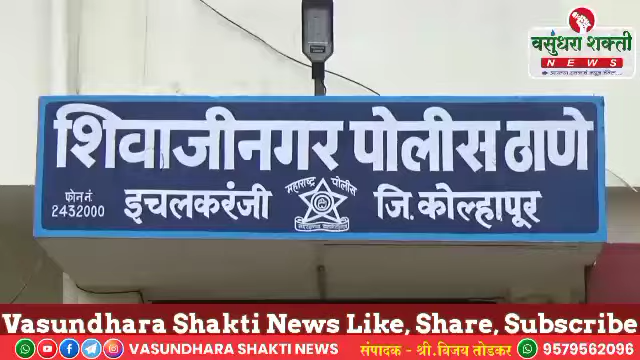 वसुंधरा शक्ती
NEWS
शिवाजीनगर पोलीस ठाणे
फोन नं.
2432000
इचलकरंजी
महाराष्ट्र पोलीस
जि.कोल्हापूर
Vasundhara Shakti News Like, Share, Subscribe
VASUNDHARA SHAKTI NEWS
संपादक - श्री.विजय तोडकर
9579562096